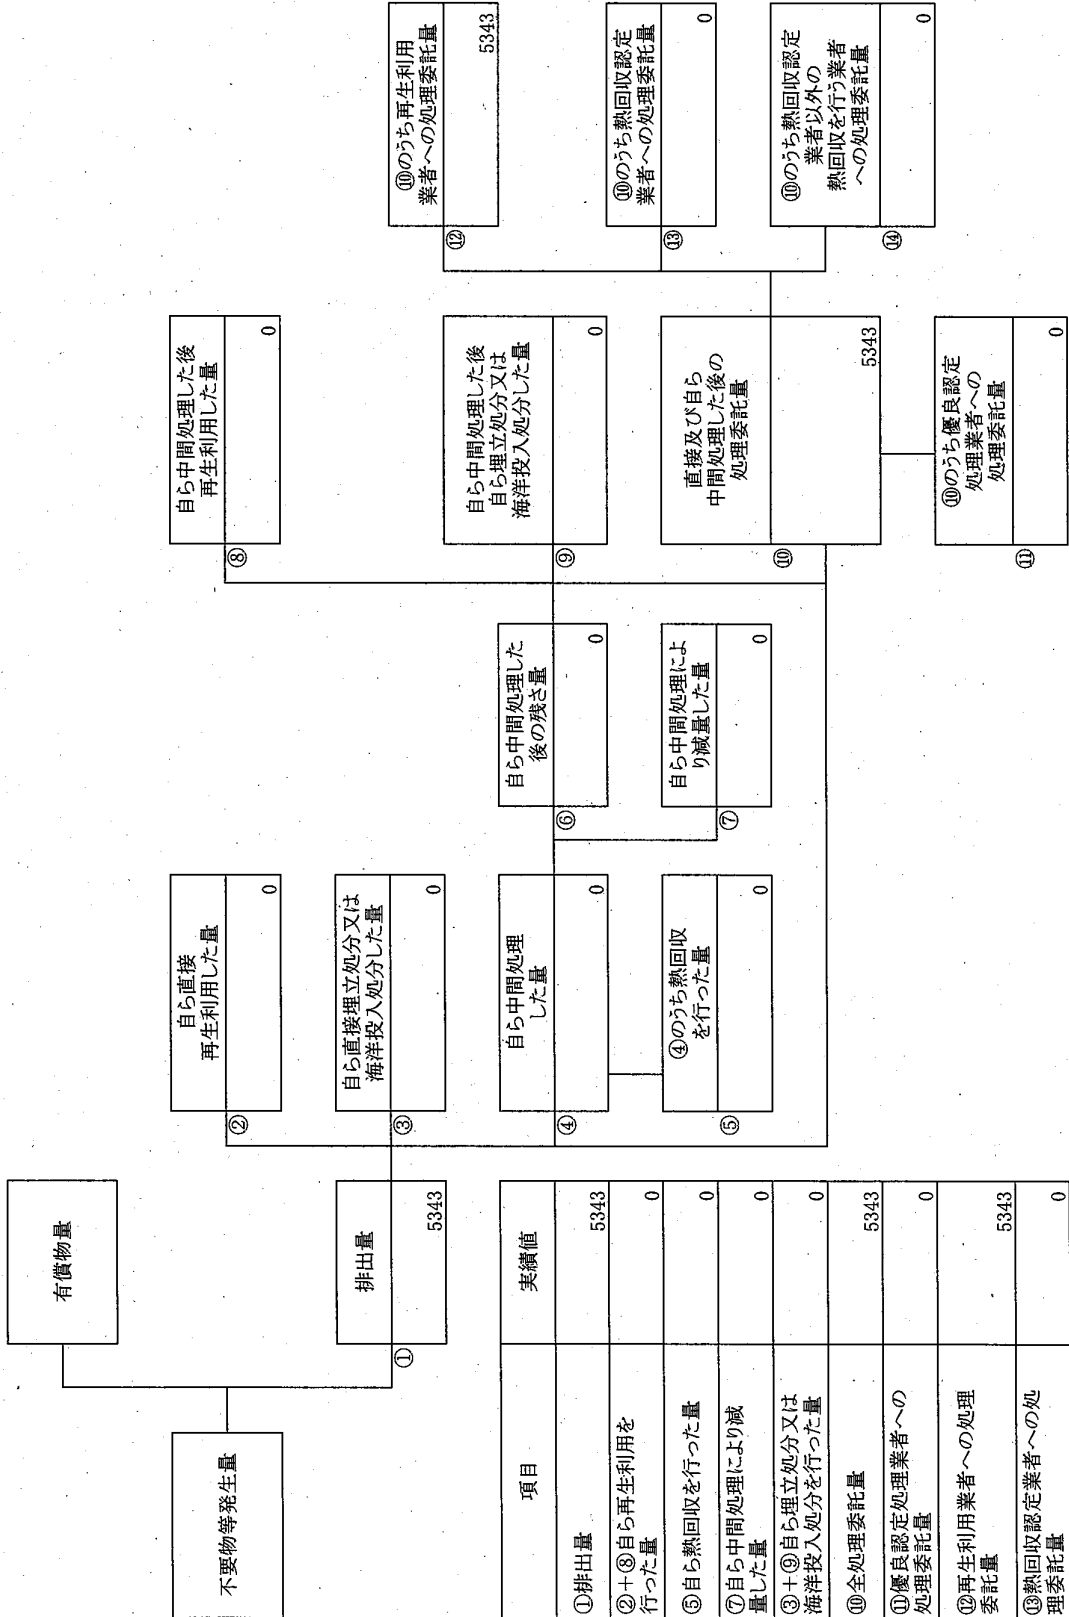 不要物等発生量
有償物量
排出量
①
5343
自ら直接
再生利用した量
②
0
自ら直接埋立処分又は
海洋投入処分した量
③
0
自ら中間処理
した量
④
0
④のうち熱回収
を行った量
⑤
0
自ら中間処理した
後の残さ量
⑥
0
自ら中間処理によ
り減量した量
⑦
0
自ら中間処理した後
再生利用した量
⑧
0
自ら中間処理した後
自ら埋立処分又は
海洋投入処分した量
⑨
0
直接及び自ら
中間処理した後の
処理委託量
⑩
5343
⑩のうち優良認定
処理業者への
処理委託量
⑪
0
⑩のうち再生利用
業者への処理委託量
⑫
5343
⑩のうち熱回収認定
業者への処理委託量
⑬
0
⑩のうち熱回収認定
業者以外の
熱回収を行う業者
への処理委託量
⑭
0
項目 実績値
①排出量 5343
②+⑧自ら再生利用を
行った量 0
⑤自ら熱回収を行った量 0
⑦自ら中間処理により減
量した量 0
③+⑨自ら埋立処分又は
海洋投入処分を行った量 0
⑩全処理委託量 5343
⑪優良認定処理業者への
処理委託量 0
⑫再生利用業者への処理
委託量 5343
⑬熱回収認定業者への処
理委託量 0